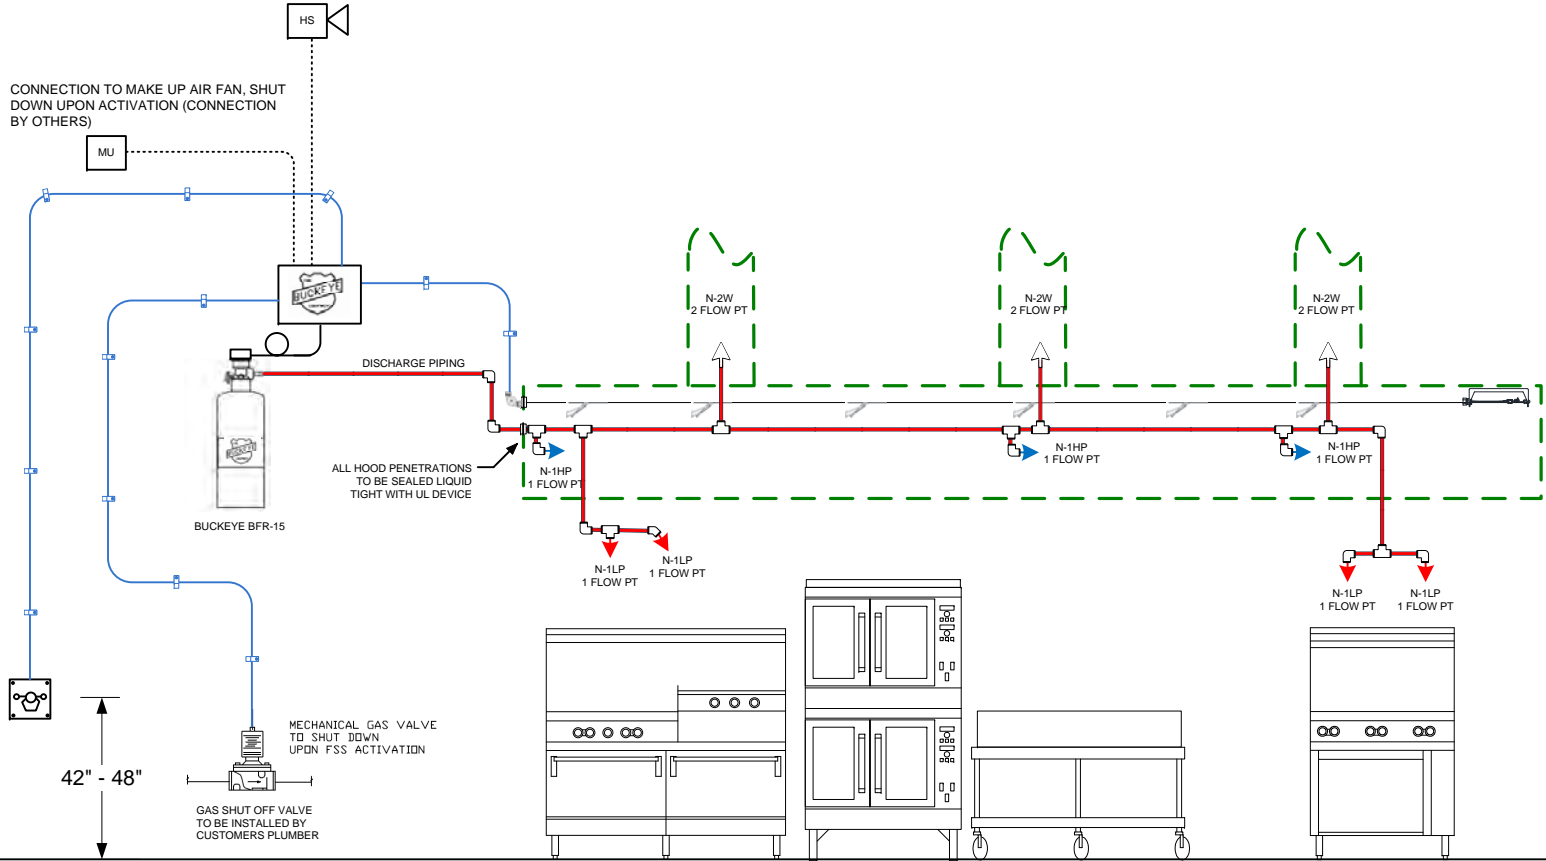 HS
CONNECTION TO MAKE UP AIR FAN, SHUT
DOWN UPON ACTIVATION (CONNECTION
BY OTHERS)
MU
BUCKEYE
DISCHARGE PIPING
N-2W
2 FLOW PT
N-2W
2 FLOW PT
N-2W
2 FLOW PT
BUCKEYE
ALL HOOD PENETRATIONS
TO BE SEALED LIQUID
TIGHT WITH UL DEVICE
N-1HP
1 FLOW PT
N-1HP
1 FLOW PT
N-1HP
1 FLOW PT
BUCKEYE BFR-15
N-1LP
1 FLOW PT
N-1LP
1 FLOW PT
N-1LP
1 FLOW PT
N-1LP
1 FLOW PT
MECHANICAL GAS VALVE
TO SHUT DOWN
UPON FSS ACTIVATION
42" - 48"
GAS SHUT OFF VALVE
TO BE INSTALLED BY
CUSTOMERS PLUMBER